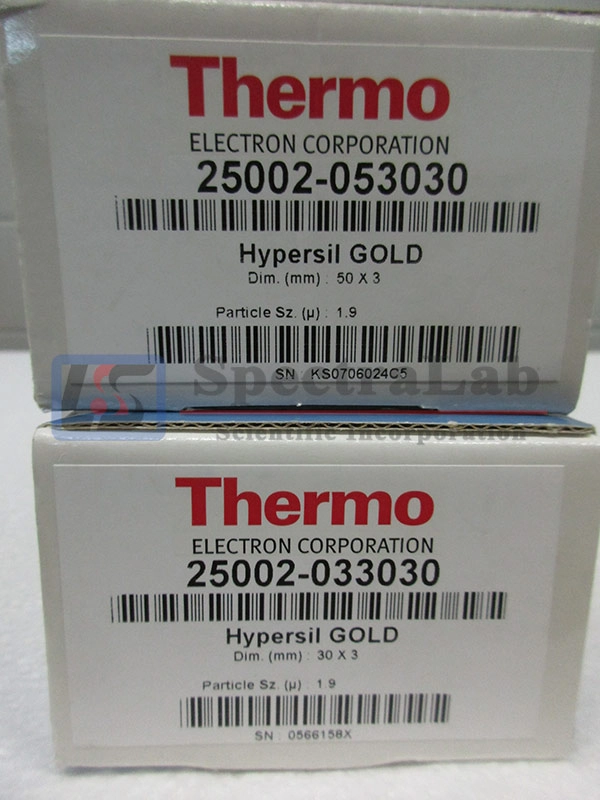 Thermo
ELECTRON CORPORATION
25002-053030
Hypersil GOLD
Dim. (mm) : 50 X 3
Particle Sz. (µ) : 1.9
SN KS0706024C5
LSS SpectraLab
Scientific Incorporation
Thermo
ELECTRON CORPORATION
25002-033030
Hypersil GOLD
Dim. (mm) : 30 X 3
Particle Sz. (µ) : 1.9
SN : 0566158X